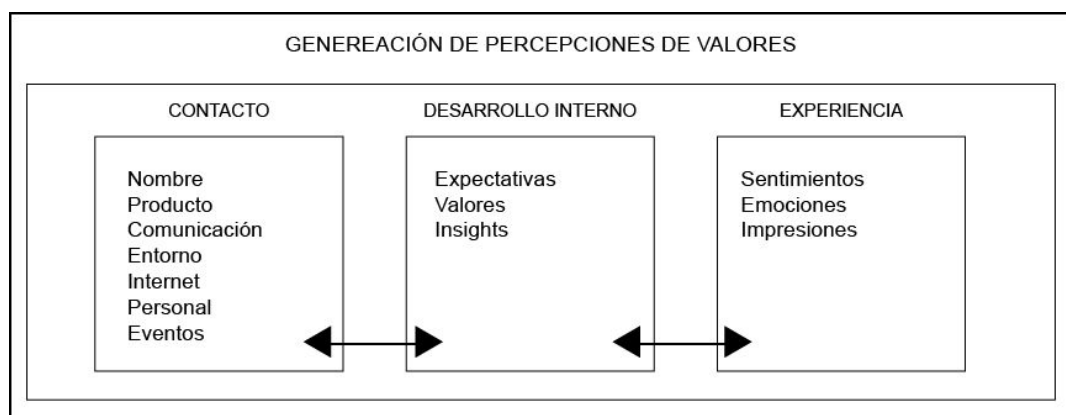 GENEREACIÓN DE PERCEPCIONES DE VALORES
CONTACTO
Nombre
Producto
Comunicación
Entorno
Internet
Personal
Eventos
DESARROLLO INTERNO
Expectativas
Valores
Insights
EXPERIENCIA
Sentimientos
Emociones
Impresiones